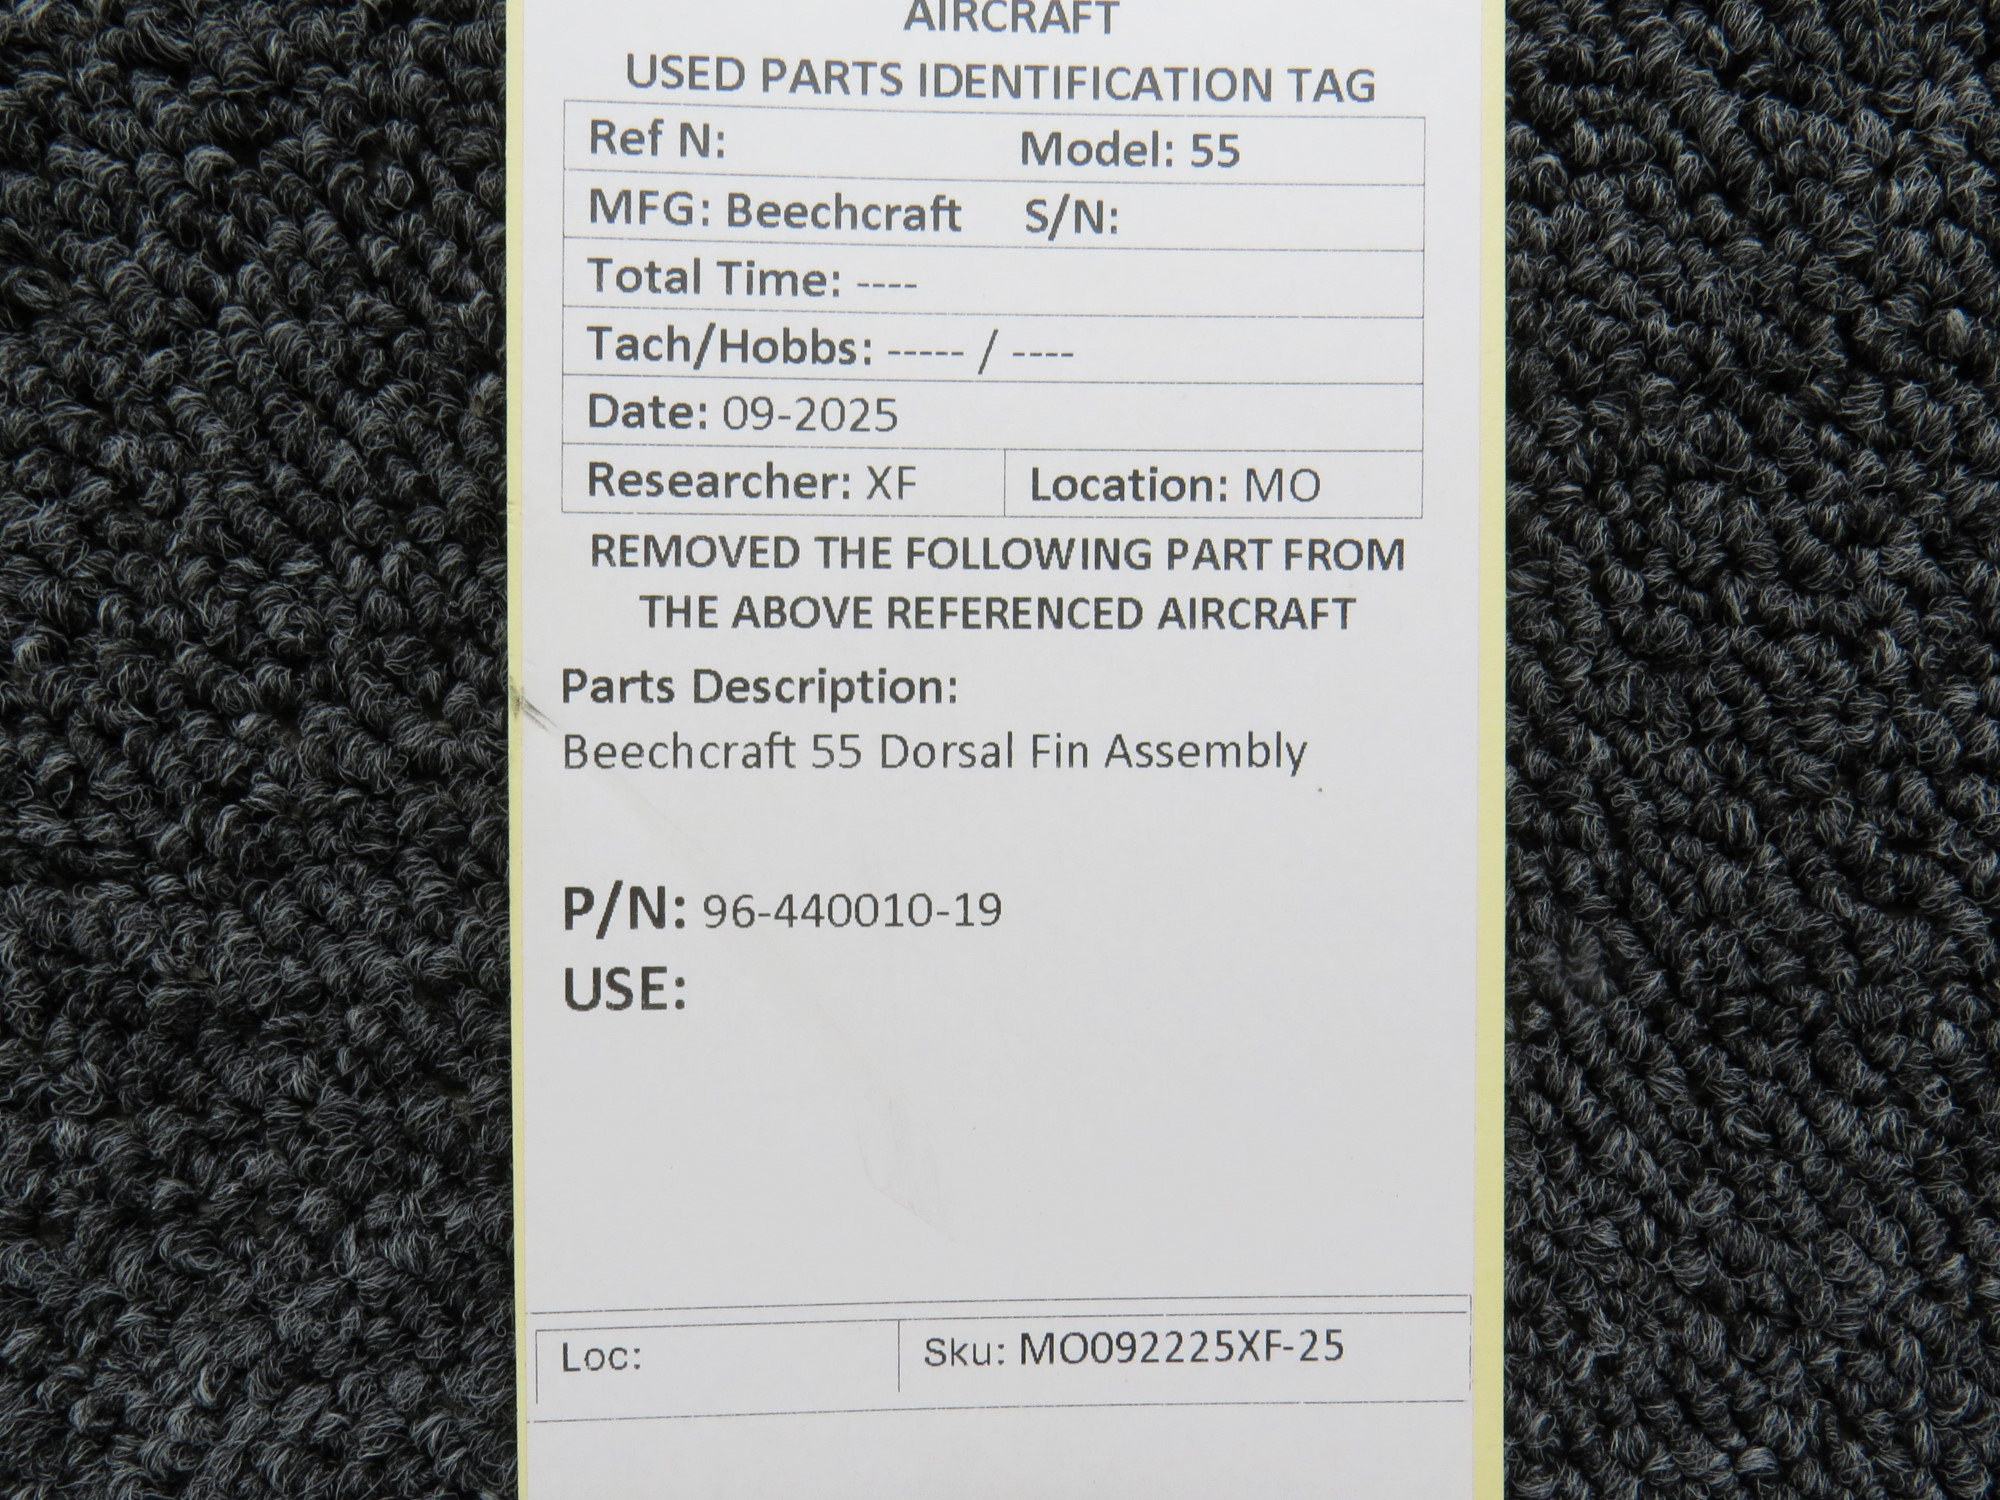 AIRCRAFT
USED PARTS IDENTIFICATION TAG
Ref N: Model: 55
MFG: Beechcraft S/N:
Total Time: ----
Tach/Hobbs: ----- / ----
Date: 09-2025
Researcher: XF Location: MO
REMOVED THE FOLLOWING PART FROM
THE ABOVE REFERENCED AIRCRAFT
Parts Description:
Beechcraft 55 Dorsal Fin Assembly
P/N: 96-440010-19
USE:
Loc: Sku: MO092225XF-25